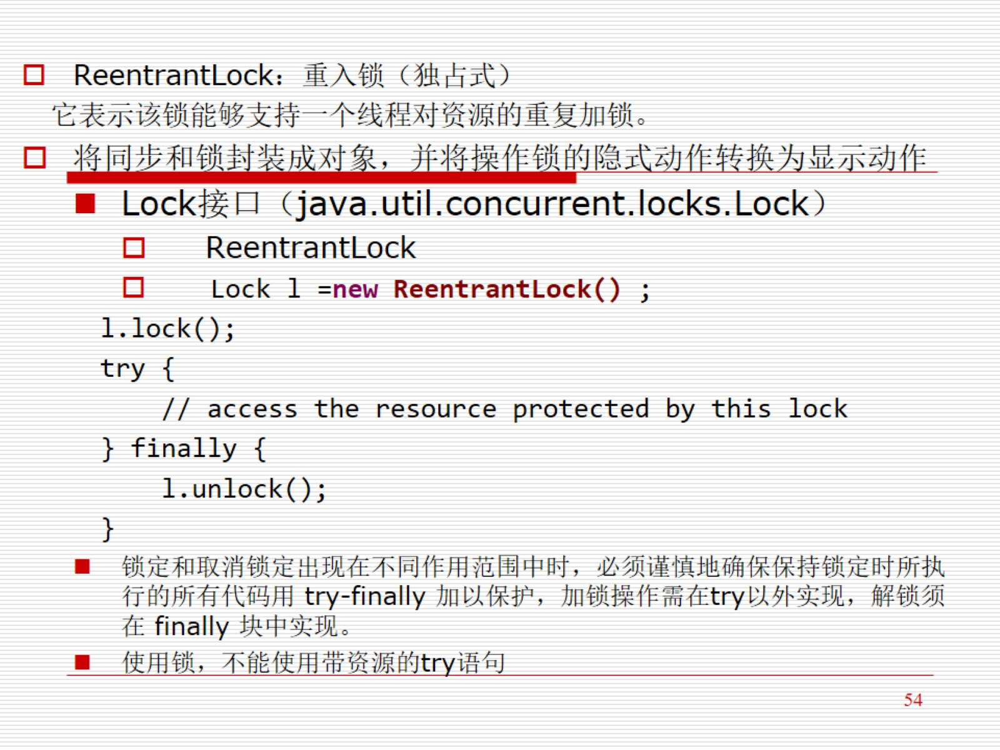 ReentrantLock：重入锁（独占式）
它表示该锁能够支持一个线程对资源的重复加锁。
将同步和锁封装成对象，并将操作锁的隐式动作转换为显示动作
Lock接口（java.util.concurrent.locks.Lock）
ReentrantLock
Lock l =new ReentrantLock() ;
l.lock();
try {
// access the resource protected by this lock
} finally {
l.unlock();
}
锁定和取消锁定出现在不同作用范围中时，必须谨慎地确保保持锁定时所执
行的所有代码用 try-finally 加以保护，加锁操作需在try以外实现，解锁须
在 finally 块中实现。
使用锁，不能使用带资源的try语句
54